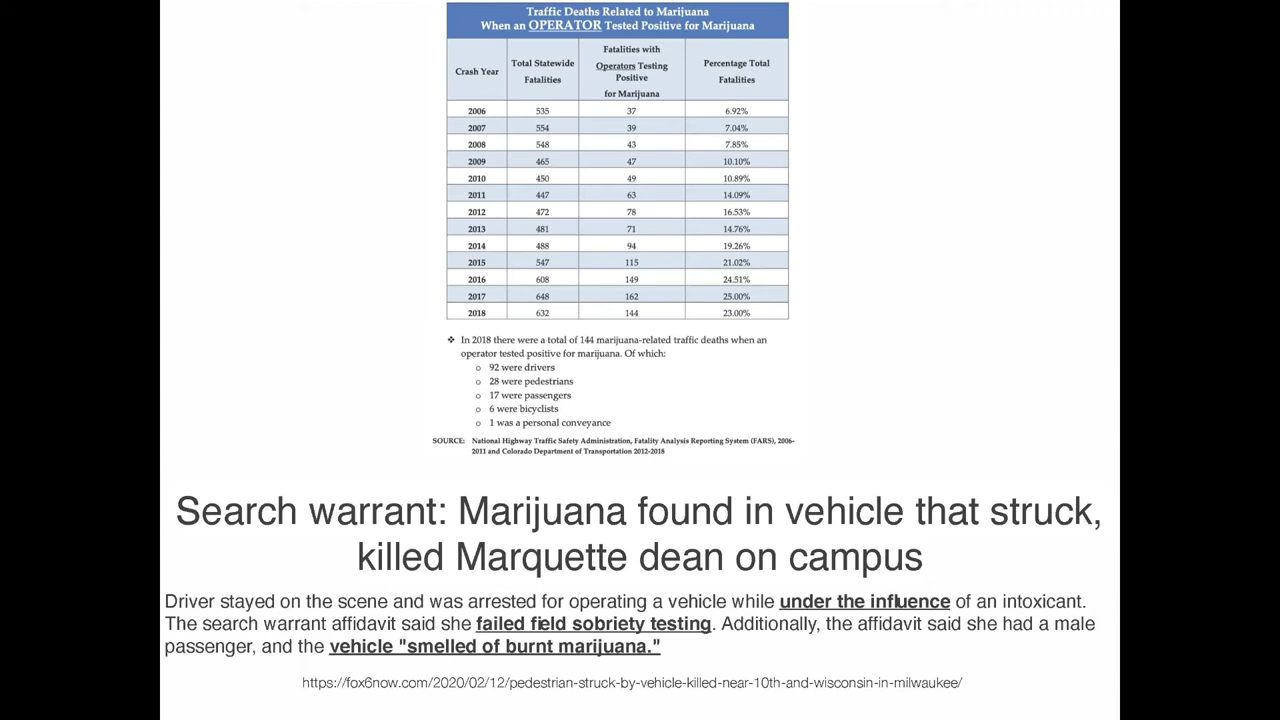 Traffic Deaths Related to Marijuana
When an OPERATOR Tested Positive for Marijuana
Crash Year
Total Statewide
Fatalities
Fatalities with
Operators Testing
Positive
for Marijuana
Percentage Total
Fatalities
2006 535 37 6.92%
2007 554 39 7.04%
2008 548 43 7.85%
2009 465 47 10.10%
2010 450 49 10.89%
2011 447 63 14.09%
2012 472 78 16.53%
2013 481 71 14.76%
2014 488 94 19.26%
2015 547 115 21.02%
2016 608 149 24.51%
2017 648 162 25.00%
2018 632 144 23.00%
❖ In 2018 there were a total of 144 marijuana-related traffic deaths when an
operator tested positive for marijuana. Of which:
o 92 were drivers
o 28 were pedestrians
o 17 were passengers
o 6 were bicyclists
o 1 was a personal conveyance
SOURCE: National Highway Traffic Safety Administration, Fatality Analysis Reporting System (FARS), 2006-
2011 and Colorado Department of Transportation 2012-2018
Search warrant: Marijuana found in vehicle that struck,
killed Marquette dean on campus
Driver stayed on the scene and was arrested for operating a vehicle while under the influence of an intoxicant.
The search warrant affidavit said she failed field sobriety testing. Additionally, the affidavit said she had a male
passenger, and the vehicle "smelled of burnt marijuana."
https://fox6now.com/2020/02/12/pedestrian-struck-by-vehicle-killed-near-10th-and-wisconsin-in-milwaukee/